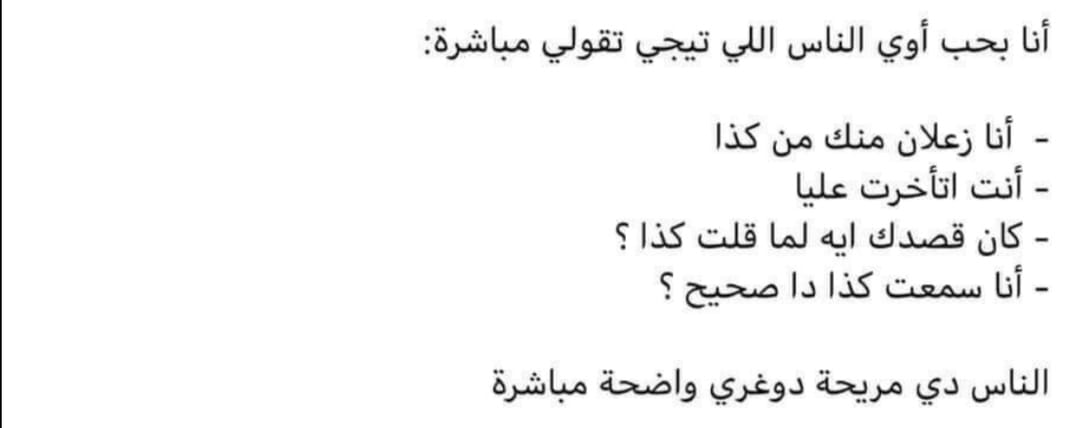 أنا بحب أوي الناس اللي تيجي تقولي مباشرة:
- أنا زعلان منك من كذا
- أنت اتأخرت عليا
- كان قصدك ايه لما قلت كذا ؟
- أنا سمعت كذا دا صحيح ؟
الناس دي مريحة دوغري واضحة مباشرة